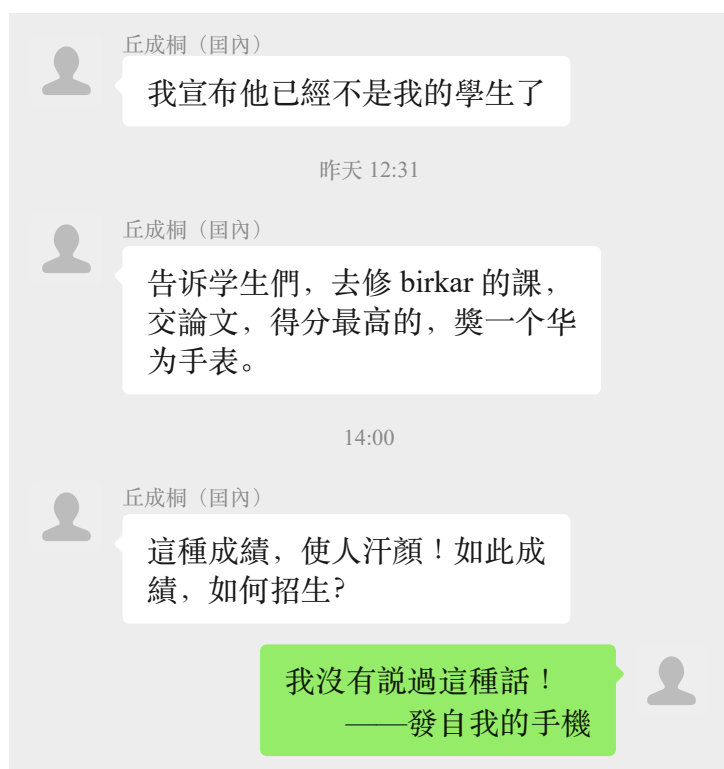 丘成桐（国內）
我宣布他已經不是我的學生了
昨天 12:31
丘成桐（国內）
告诉学生們，去修 birkar 的課，
交論文，得分最高的，獎一个华
为手表。
14:00
丘成桐（国內）
這種成績，使人汗顏！如此成
績，如何招生?
我沒有説過這種話！
——發自我的手機